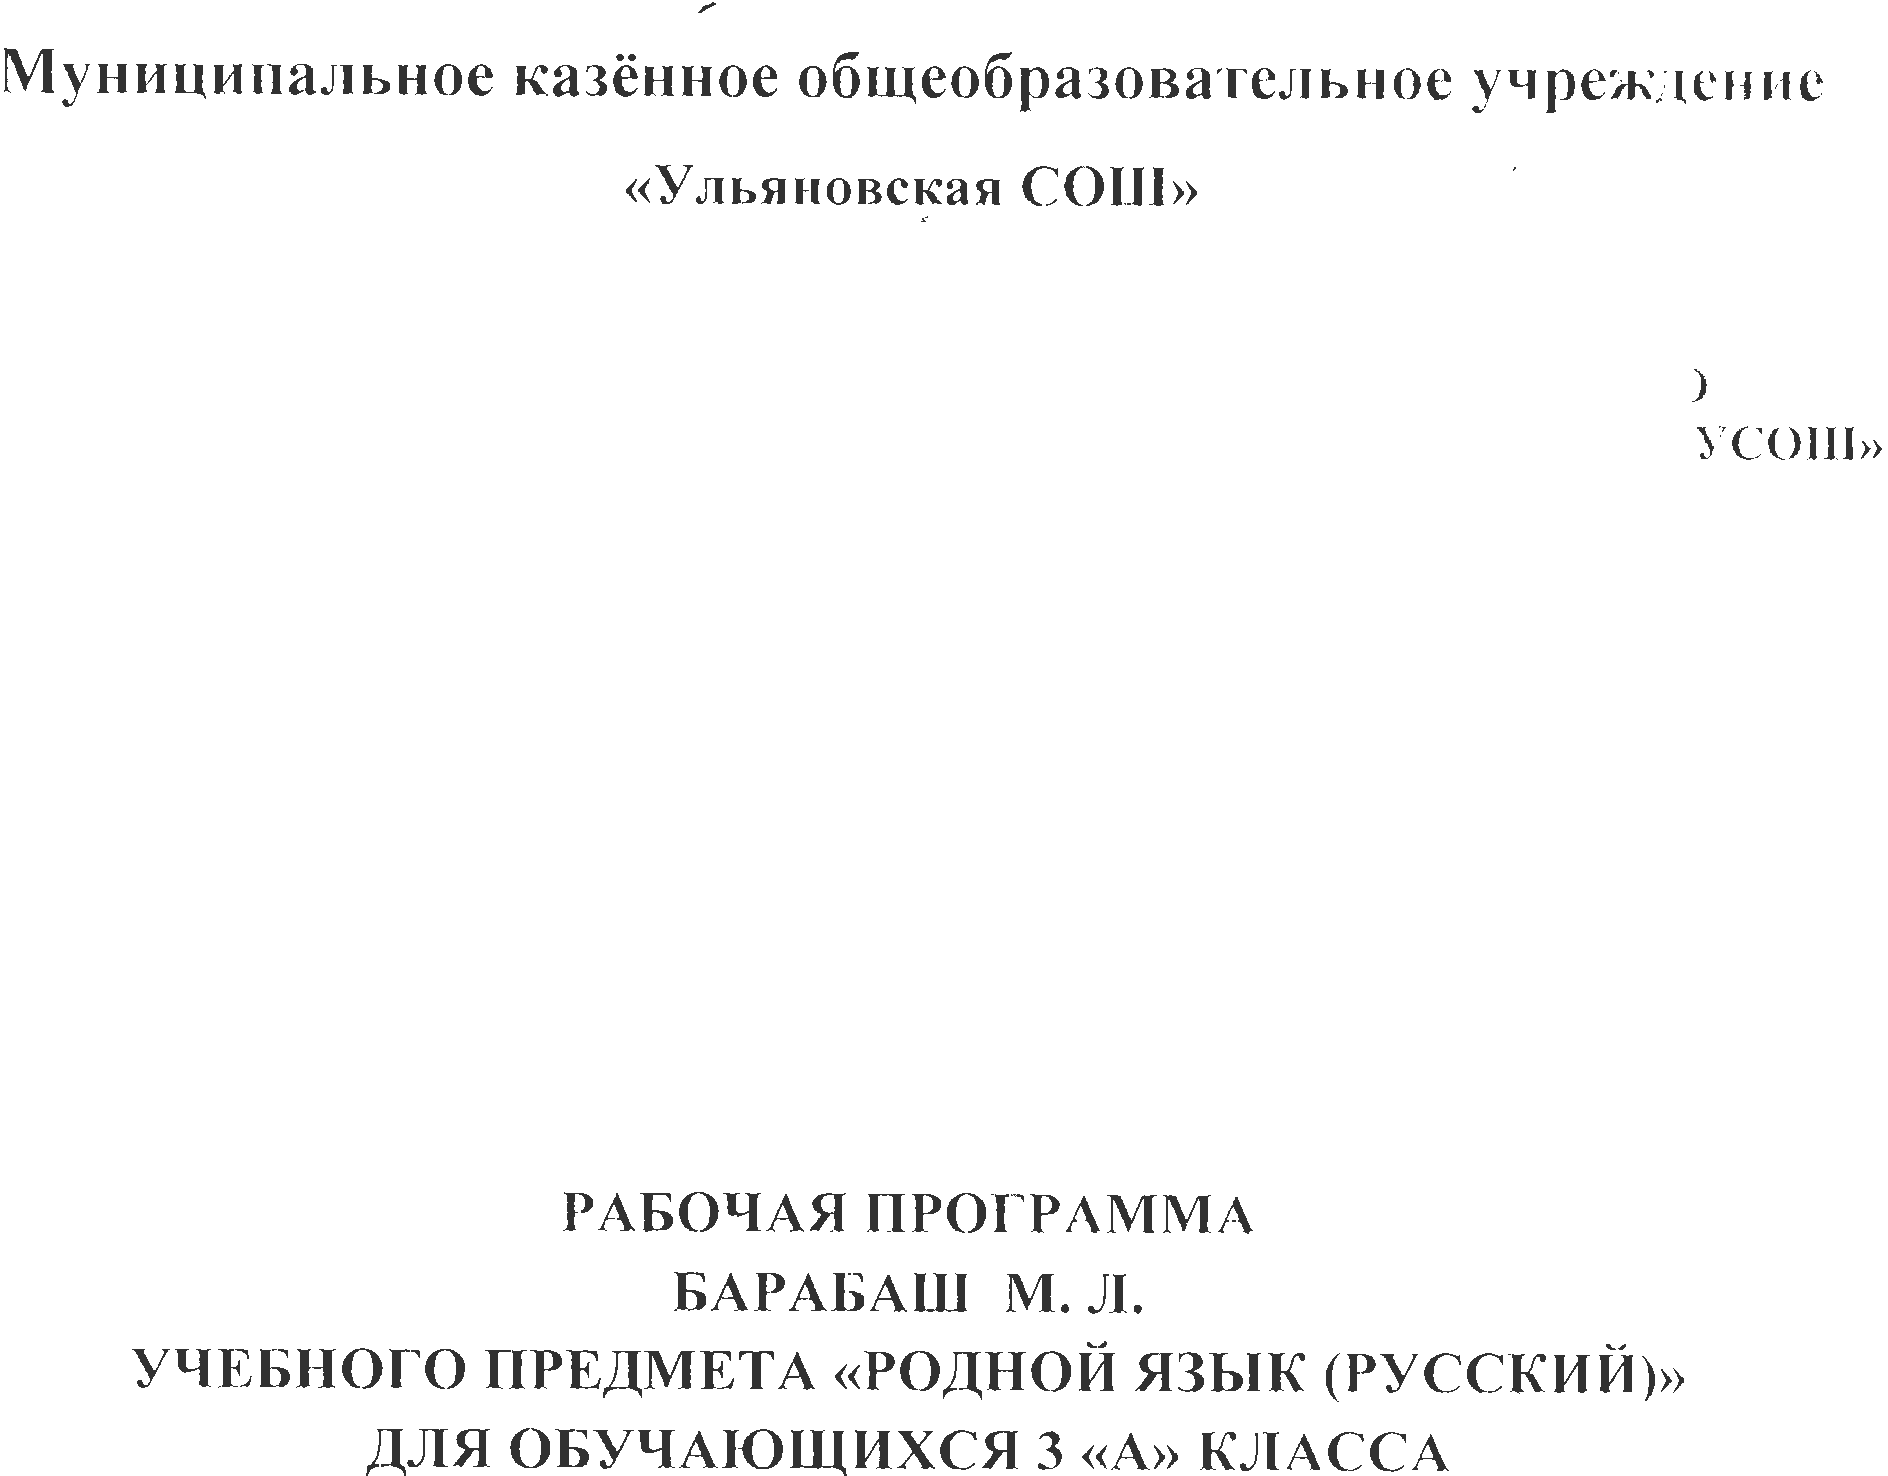 Муниципальное казённое общеобразовательное учреждение
«Ульяновская СОШ»
)
УСОШ»
РАБОЧАЯ ПРОГРАММА
БАРАБАШ М. Л.
УЧЕБНОГО ПРЕДМЕТА «РОДНОЙ ЯЗЫК (РУССКИЙ)»
ДЛЯ ОБУЧАЮЩИХСЯ 3 «А» КЛАССА